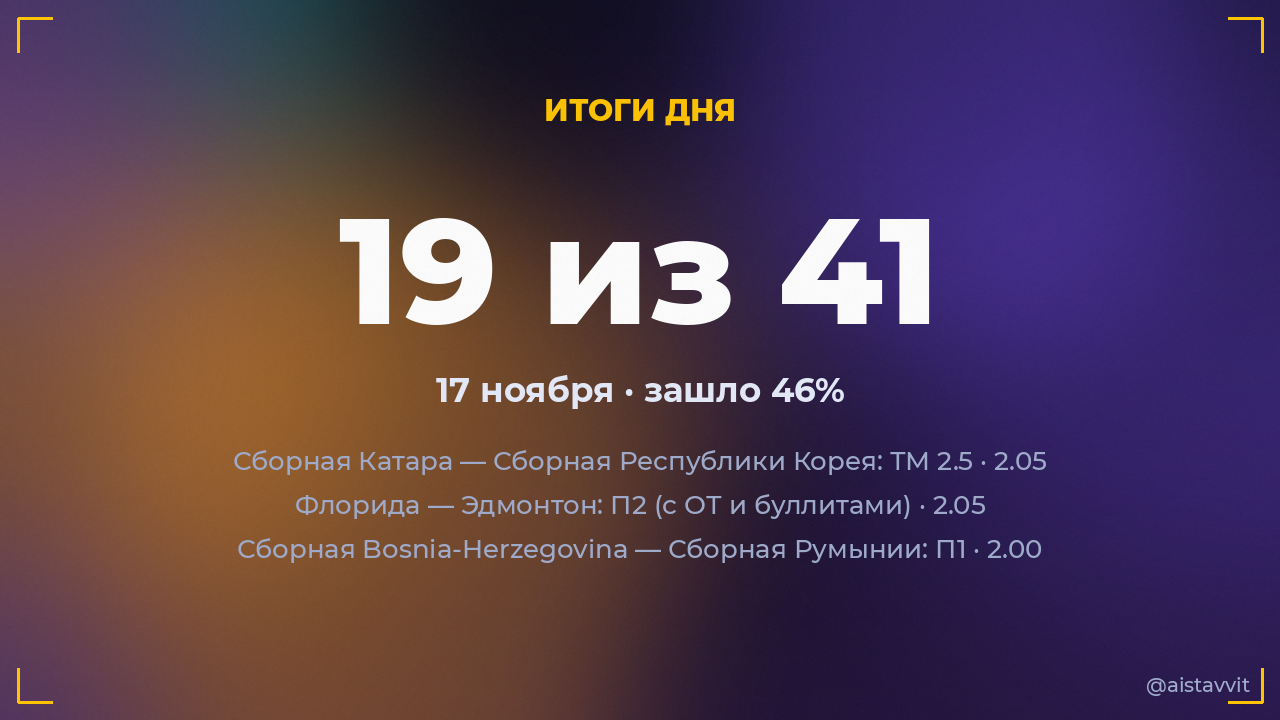 ИТОГИ ДНЯ
19 из 41
17 ноября · зашло 46%
Сборная Катара — Сборная Республики Корея: ТМ 2.5 · 2.05
Флорида — Эдмонтон: П2 (с ОТ и буллитами) · 2.05
Сборная Bosnia-Herzegovina — Сборная Румынии: П1 · 2.00
@aistavvit